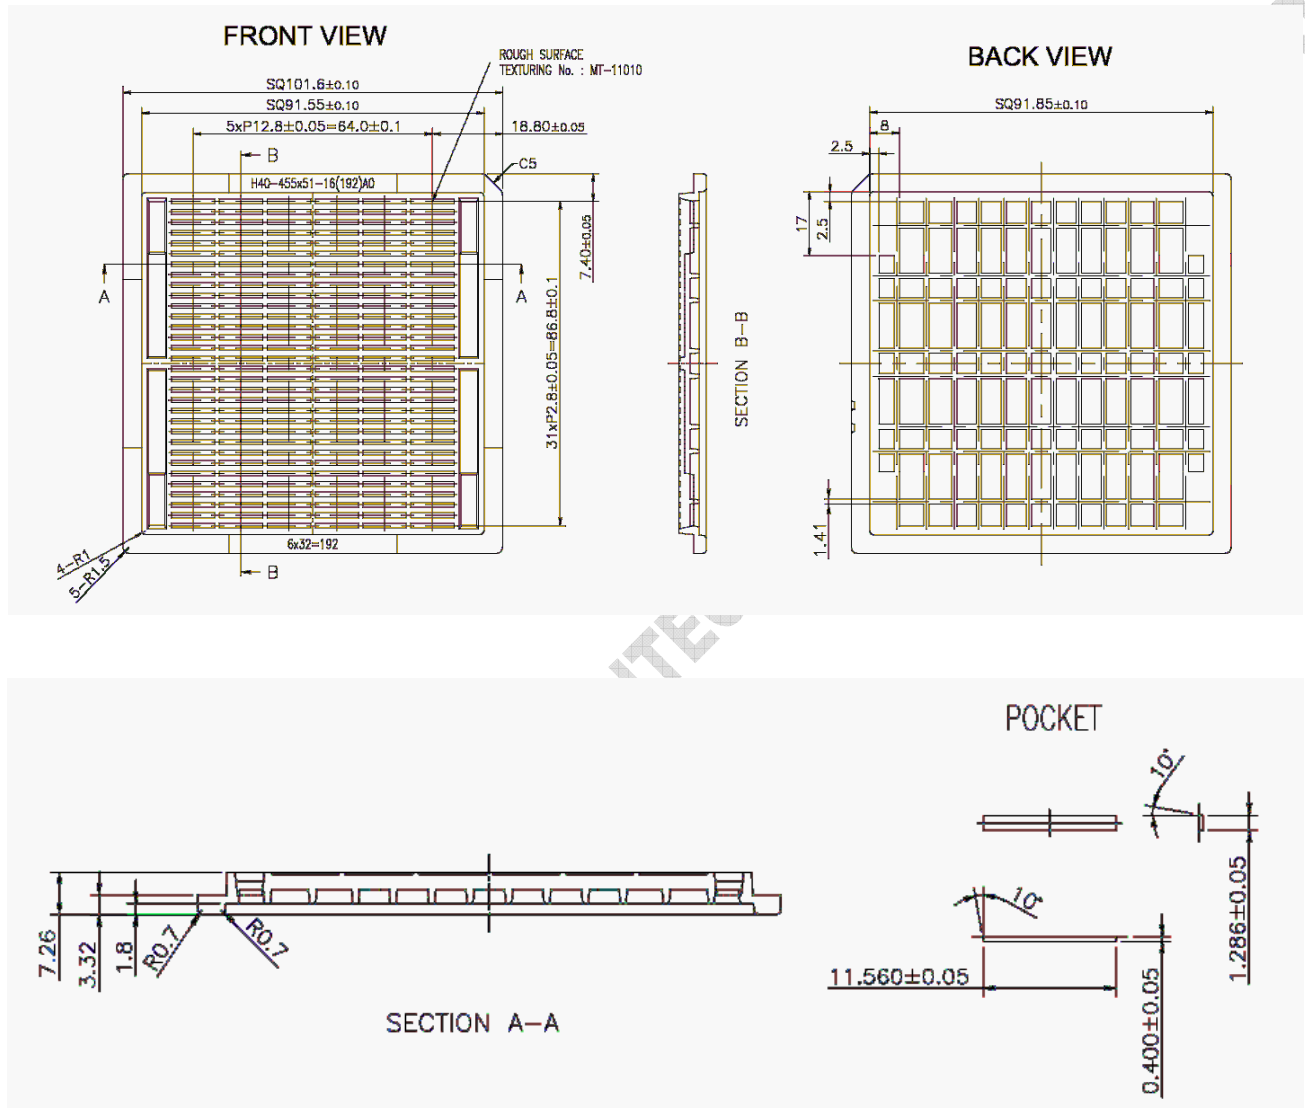 FRONT VIEW
ROUGH SURFACE
TEXTURING No. : MT-11010
SQ101.6±0.10
SQ91.55±0.10
5xP12.8±0.05=64.0±0.1
18.80±0.05
B
C5
H40-455x51-16(192)A0
7.40±0.05
A
A
31xP2.8±0.05=86.8±0.1
4-R1
5-R1.5
6x32=192
B
SECTION B-B
BACK VIEW
SQ91.85±0.10
8
2.5
17
2.5
1.41
7.26
3.32
1.8
R0.7
R0.7
SECTION A-A
POCKET
10°
1.286±0.05
10°
11.560±0.05
0.400±0.05